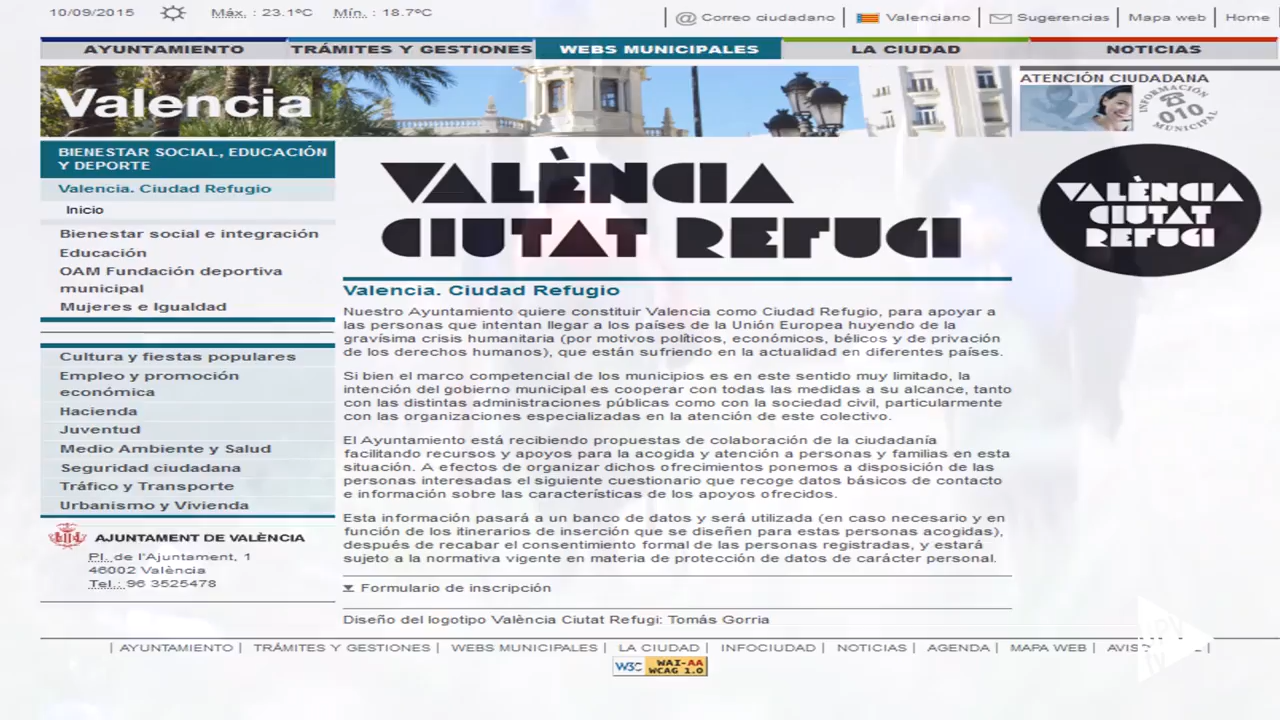 10/09/2015 Máx. : 23.1ºC Mín. : 18.7ºC
Correo ciudadano Valenciano Sugerencias Mapa web Home
AYUNTAMIENTO TRÁMITES Y GESTIONES WEBS MUNICIPALES LA CIUDAD NOTICIAS
Valencia
ATENCIÓN CIUDADANA
INFORMACIÓN
010
MUNICIPAL
BIENESTAR SOCIAL, EDUCACIÓN
Y DEPORTE
Valencia. Ciudad Refugio
Inicio
Bienestar social e integración
Educación
OAM Fundación deportiva
municipal
Mujeres e Igualdad
Cultura y fiestas populares
Empleo y promoción
económica
Hacienda
Juventud
Medio Ambiente y Salud
Seguridad ciudadana
Tráfico y Transporte
Urbanismo y Vivienda
AJUNTAMENT DE VALÈNCIA
Pl. de l'Ajuntament, 1
46002 València
Tel.: 96 3525478
VALÈNCIA
CIUTAT REFUGI
VALÈNCIA
CIUTAT
REFUGI
Valencia. Ciudad Refugio
Nuestro Ayuntamiento quiere constituir Valencia como Ciudad Refugio, para apoyar a
las personas que intentan llegar a los países de la Unión Europea huyendo de la
gravísima crisis humanitaria (por motivos políticos, económicos, bélicos y de privación
de los derechos humanos), que están sufriendo en la actualidad en diferentes países.
Si bien el marco competencial de los municipios es en este sentido muy limitado, la
intención del gobierno municipal es cooperar con todas las medidas a su alcance, tanto
con las distintas administraciones públicas como con la sociedad civil, particularmente
con las organizaciones especializadas en la atención de este colectivo.
El Ayuntamiento está recibiendo propuestas de colaboración de la ciudadanía
facilitando recursos y apoyos para la acogida y atención a personas y familias en esta
situación. A efectos de organizar dichos ofrecimientos ponemos a disposición de las
personas interesadas el siguiente cuestionario que recoge datos básicos de contacto
e información sobre las características de los apoyos ofrecidos.
Esta información pasará a un banco de datos y será utilizada (en caso necesario y en
función de los itinerarios de inserción que se diseñen para estas personas acogidas),
después de recabar el consentimiento formal de las personas registradas, y estará
sujeto a la normativa vigente en materia de protección de datos de carácter personal.
Formulario de inscripción
Diseño del logotipo València Ciutat Refugi: Tomás Gorria
| AYUNTAMIENTO | TRÁMITES Y GESTIONES | WEBS MUNICIPALES | LA CIUDAD | INFOCIUDAD | NOTICIAS | AGENDA | MAPA WEB |
W3C WAI-AA
WCAG 1.0